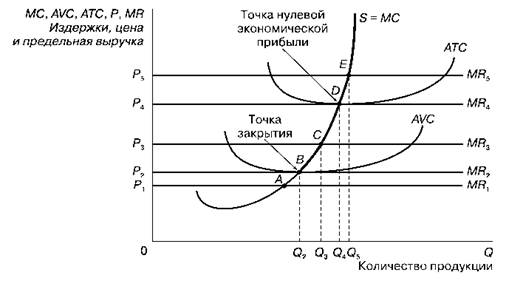 MC, AVC, ATC, P, MR
Издержки, цена
и предельная выручка
Точка нулевой
экономической
прибыли
S = MC
ATC
E
P₅
MR₅
D
P₄
MR₄
Точка
закрытия
AVC
C
P₃
MR₃
B
P₂
MR₂
A
P₁
MR₁
0
Q₂
Q₃
Q₄
Q₅
Q
Количество продукции